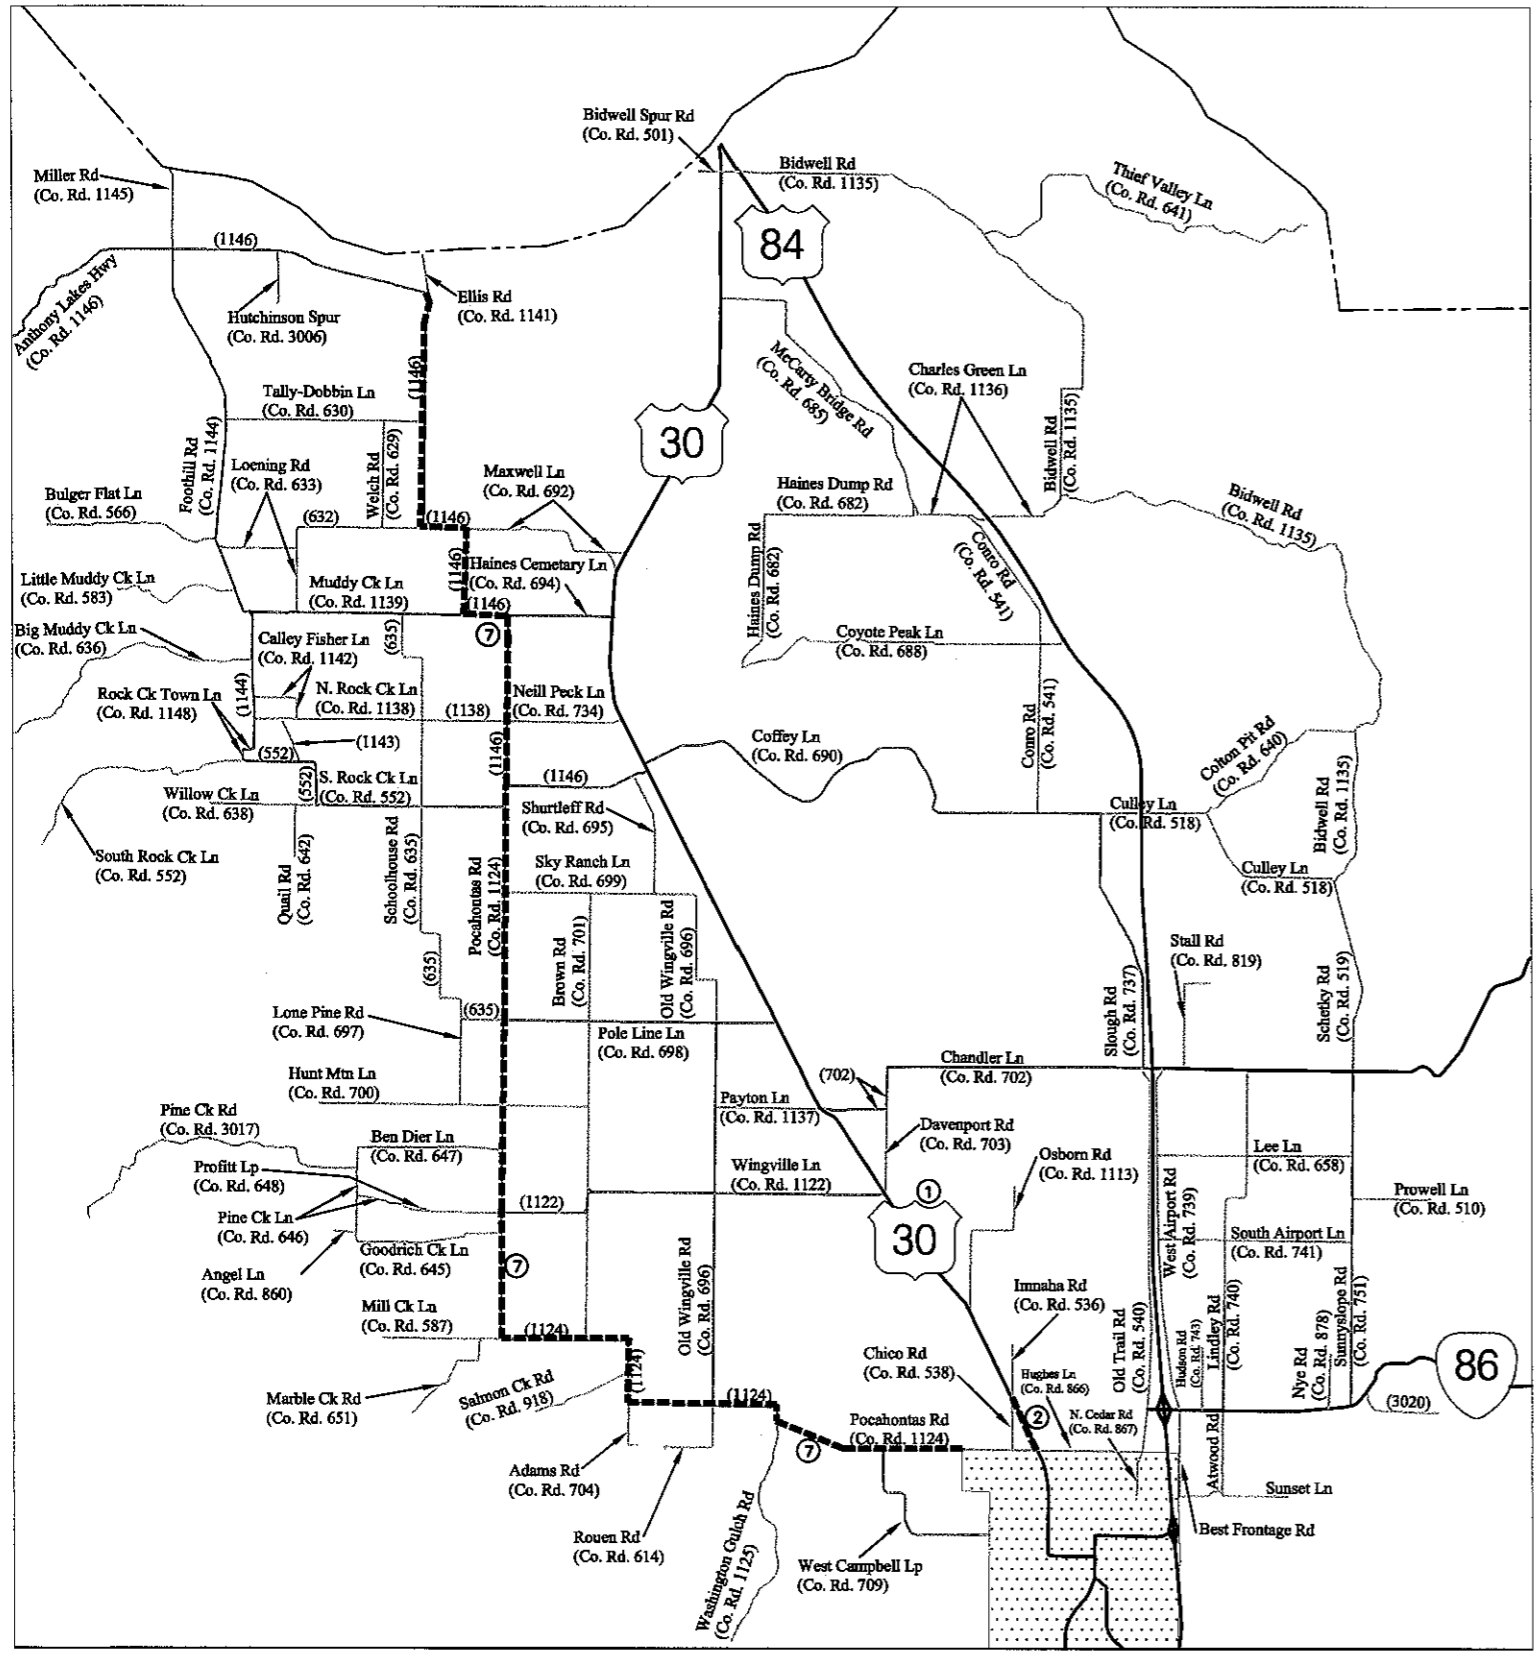 Bidwell Spur Rd
(Co. Rd. 501)
Miller Rd
(Co. Rd. 1145)
Bidwell Rd
(Co. Rd. 1135)
Thief Valley Ln
(Co. Rd. 641)
84
(1146)
Anthony Lakes Hwy
(Co. Rd. 1146)
Hutchinson Spur
(Co. Rd. 3006)
Ellis Rd
(Co. Rd. 1141)
(1146)
McCarty Bridge Rd
(Co. Rd. 685)
Charles Green Ln
(Co. Rd. 1136)
Tally-Dobbin Ln
(Co. Rd. 630)
30
Bidwell Rd
(Co. Rd. 1135)
Foothill Rd
(Co. Rd. 1144)
Loening Rd
(Co. Rd. 633)
Welch Rd
(Co. Rd. 629)
Maxwell Ln
(Co. Rd. 692)
Haines Dump Rd
(Co. Rd. 682)
Bulger Flat Ln
(Co. Rd. 566)
(632)
(1146)
Bidwell Rd
(Co. Rd. 1135)
Haines Dump Rd
(Co. Rd. 682)
Conro Rd
(Co. Rd. 541)
(1146)
Haines Cemetary Ln
(Co. Rd. 694)
Little Muddy Ck Ln
(Co. Rd. 583)
Muddy Ck Ln
(Co. Rd. 1139)
(1146)
7
Big Muddy Ck Ln
(Co. Rd. 636)
Calley Fisher Ln
(Co. Rd. 1142)
(635)
Coyote Peak Ln
(Co. Rd. 688)
Rock Ck Town Ln
(Co. Rd. 1148)
(1144)
N. Rock Ck Ln
(Co. Rd. 1138)
(1138)
Neill Peck Ln
(Co. Rd. 734)
Conro Rd
(Co. Rd. 541)
(1143)
(552)
(1146)
Coffey Ln
(Co. Rd. 690)
Colton Pit Rd
(Co. Rd. 640)
Bidwell Rd
(Co. Rd. 1135)
(552)
S. Rock Ck Ln
(Co. Rd. 552)
(1146)
Willow Ck Ln
(Co. Rd. 638)
Shurtleff Rd
(Co. Rd. 695)
Culley Ln
(Co. Rd. 518)
South Rock Ck Ln
(Co. Rd. 552)
Quail Rd
(Co. Rd. 642)
Schoolhouse Rd
(Co. Rd. 635)
Pocahontas Rd
(Co. Rd. 1124)
Sky Ranch Ln
(Co. Rd. 699)
Culley Ln
(Co. Rd. 518)
Brown Rd
(Co. Rd. 701)
Old Wingville Rd
(Co. Rd. 696)
Stall Rd
(Co. Rd. 819)
(635)
Slough Rd
(Co. Rd. 737)
Schetky Rd
(Co. Rd. 519)
Lone Pine Rd
(Co. Rd. 697)
(635)
Pole Line Ln
(Co. Rd. 698)
Chandler Ln
(Co. Rd. 702)
Hunt Mtn Ln
(Co. Rd. 700)
(702)
Payton Ln
(Co. Rd. 1137)
Pine Ck Rd
(Co. Rd. 3017)
Davenport Rd
(Co. Rd. 703)
Ben Dier Ln
(Co. Rd. 647)
Osborn Rd
(Co. Rd. 1113)
Lee Ln
(Co. Rd. 658)
Profitt Lp
(Co. Rd. 648)
Wingville Ln
(Co. Rd. 1122)
West Airport Rd
(Co. Rd. 739)
Prowell Ln
(Co. Rd. 510)
1
(1122)
Pine Ck Ln
(Co. Rd. 646)
30
South Airport Ln
(Co. Rd. 741)
Goodrich Ck Ln
(Co. Rd. 645)
7
Angel Ln
(Co. Rd. 860)
Old Wingville Rd
(Co. Rd. 696)
Imnaha Rd
(Co. Rd. 536)
Mill Ck Ln
(Co. Rd. 587)
(1124)
Old Trail Rd
(Co. Rd. 540)
Hudson Rd
(Co. Rd. 743)
Lindley Rd
(Co. Rd. 740)
Nye Rd
(Co. Rd. 878)
Sunnyslope Rd
(Co. Rd. 751)
86
Chico Rd
(Co. Rd. 538)
Hughes Ln
(Co. Rd. 866)
(1124)
Marble Ck Rd
(Co. Rd. 651)
Salmon Ck Rd
(Co. Rd. 918)
(1124)
(3020)
Pocahontas Rd
(Co. Rd. 1124)
2
N. Cedar Rd
(Co. Rd. 867)
7
Atwood Rd
Adams Rd
(Co. Rd. 704)
Sunset Ln
Rouen Rd
(Co. Rd. 614)
Washington Gulch Rd
(Co. Rd. 1125)
West Campbell Lp
(Co. Rd. 709)
Best Frontage Rd